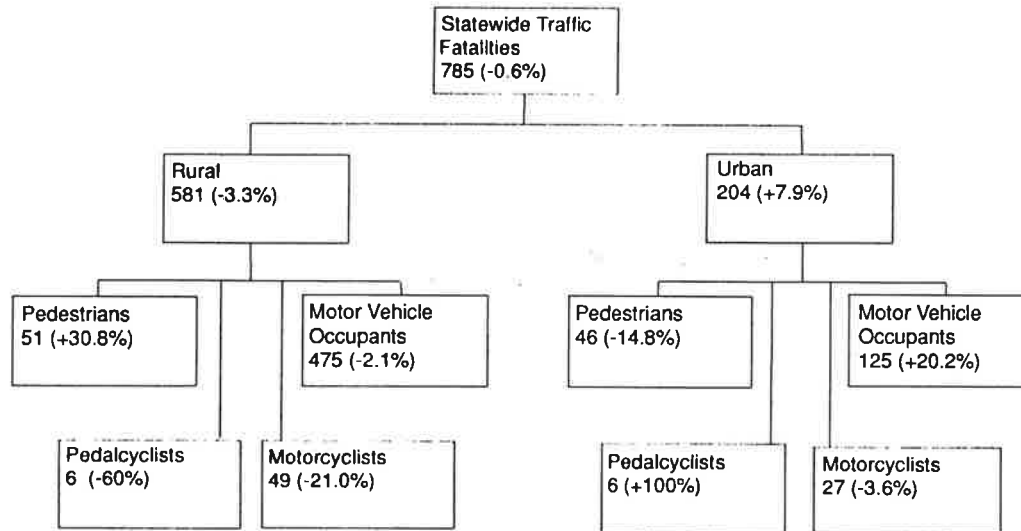 Statewide Traffic
Fatalities
785 (-0.6%)
Rural
581 (-3.3%)
Urban
204 (+7.9%)
Pedestrians
51 (+30.8%)
Motor Vehicle
Occupants
475 (-2.1%)
Pedestrians
46 (-14.8%)
Motor Vehicle
Occupants
125 (+20.2%)
Pedalcyclists
6 (-60%)
Motorcyclists
49 (-21.0%)
Pedalcyclists
6 (+100%)
Motorcyclists
27 (-3.6%)